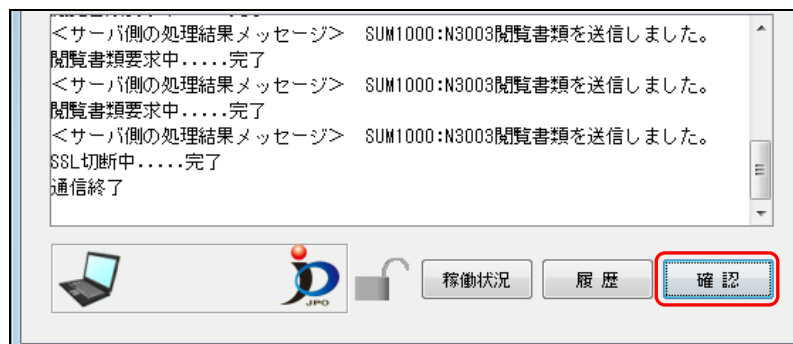 ＜サーバ側の処理結果メッセージ＞　SUM1000:N3003閲覧書類を送信しました。
閲覧書類要求中.....完了
＜サーバ側の処理結果メッセージ＞　SUM1000:N3003閲覧書類を送信しました。
閲覧書類要求中.....完了
＜サーバ側の処理結果メッセージ＞　SUM1000:N3003閲覧書類を送信しました。
SSL切断中.....完了
通信終了
JPO
稼働状況
履 歴
確 認